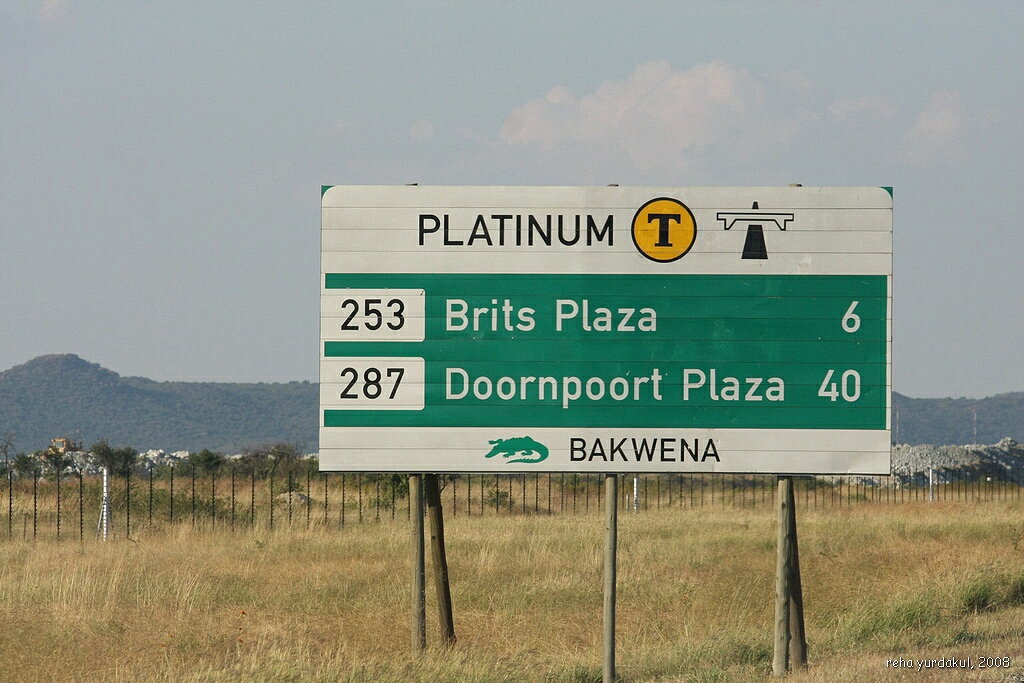 PLATINUM T
253 Brits Plaza 6
287 Doornpoort Plaza 40
BAKWENA
reha yurdakul, 2008